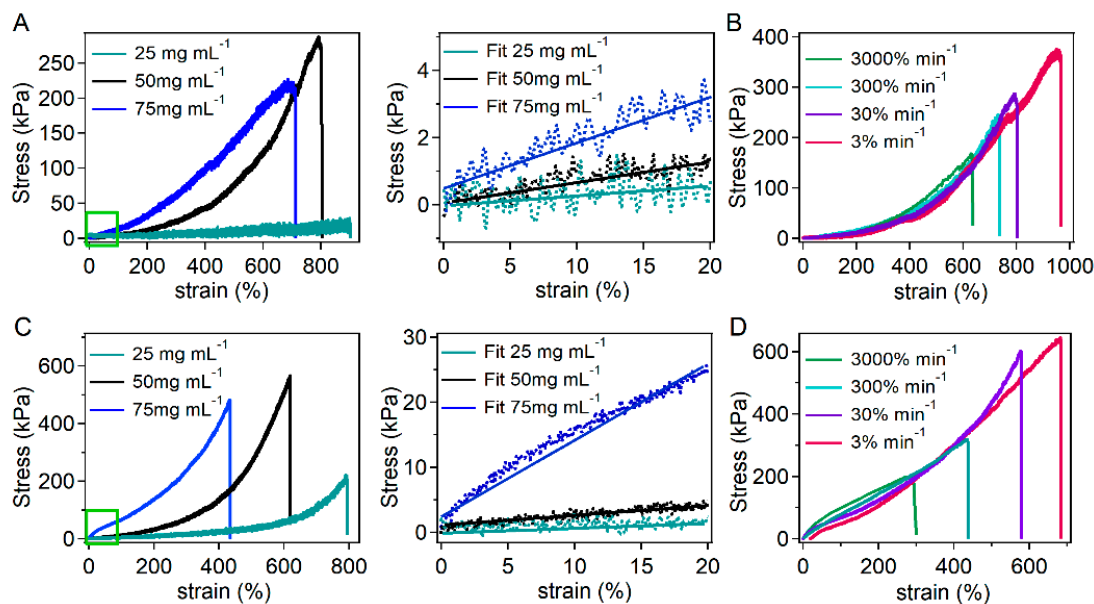 A
Stress (kPa)
250
200
150
100
50
0
25 mg mL-1
50mg mL-1
75mg mL-1
0 200 400 600 800
strain (%)
Stress (kPa)
4
2
0
Fit 25 mg mL-1
Fit 50mg mL-1
Fit 75mg mL-1
0 5 10 15 20
strain (%)
B
Stress (kPa)
400
300
200
100
0
3000% min-1
300% min-1
30% min-1
3% min-1
0 200 400 600 800 1000
strain (%)
C
Stress (kPa)
600
400
200
0
25 mg mL-1
50mg mL-1
75mg mL-1
0 200 400 600 800
strain (%)
Stress (kPa)
30
20
10
0
Fit 25 mg mL-1
Fit 50mg mL-1
Fit 75mg mL-1
0 5 10 15 20
strain (%)
D
Stress (kPa)
600
400
200
0
3000% min-1
300% min-1
30% min-1
3% min-1
0 200 400 600
strain (%)